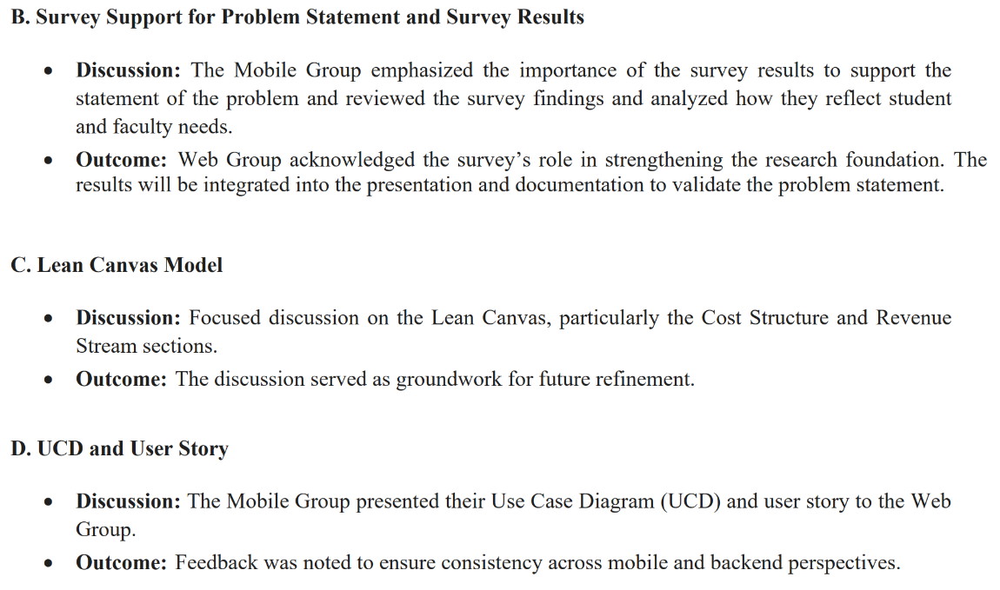 B. Survey Support for Problem Statement and Survey Results
• Discussion: The Mobile Group emphasized the importance of the survey results to support the
statement of the problem and reviewed the survey findings and analyzed how they reflect student
and faculty needs.
• Outcome: Web Group acknowledged the survey’s role in strengthening the research foundation. The
results will be integrated into the presentation and documentation to validate the problem statement.
C. Lean Canvas Model
• Discussion: Focused discussion on the Lean Canvas, particularly the Cost Structure and Revenue
Stream sections.
• Outcome: The discussion served as groundwork for future refinement.
D. UCD and User Story
• Discussion: The Mobile Group presented their Use Case Diagram (UCD) and user story to the Web
Group.
• Outcome: Feedback was noted to ensure consistency across mobile and backend perspectives.